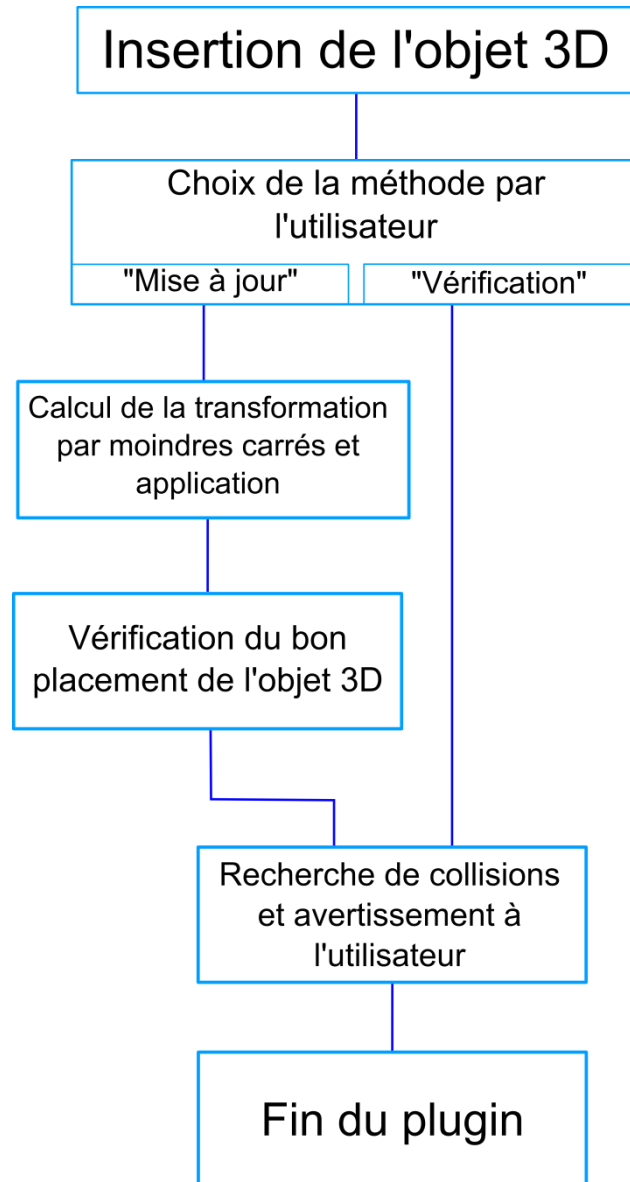 Insertion de l'objet 3D
Choix de la méthode par
l'utilisateur
"Mise à jour"
"Vérification"
Calcul de la transformation
par moindres carrés et
application
Vérification du bon
placement de l'objet 3D
Recherche de collisions
et avertissement à
l'utilisateur
Fin du plugin